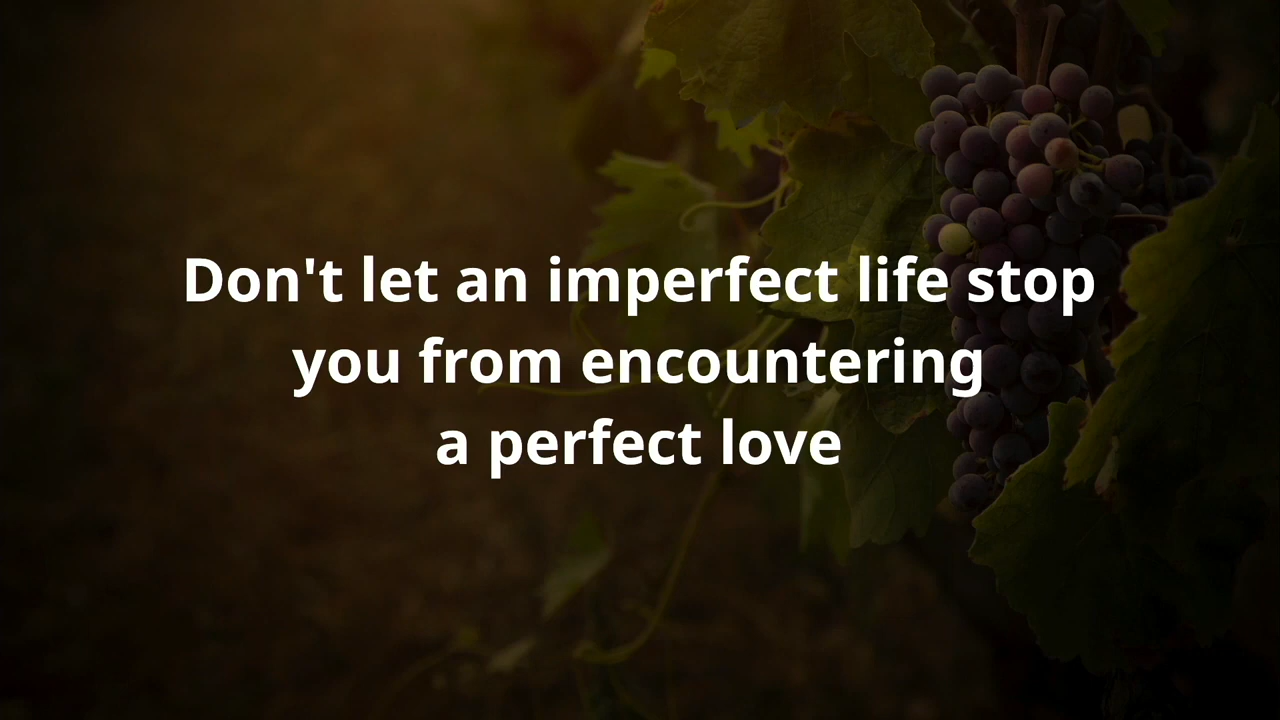 Don't let an imperfect life stop
you from encountering
a perfect love